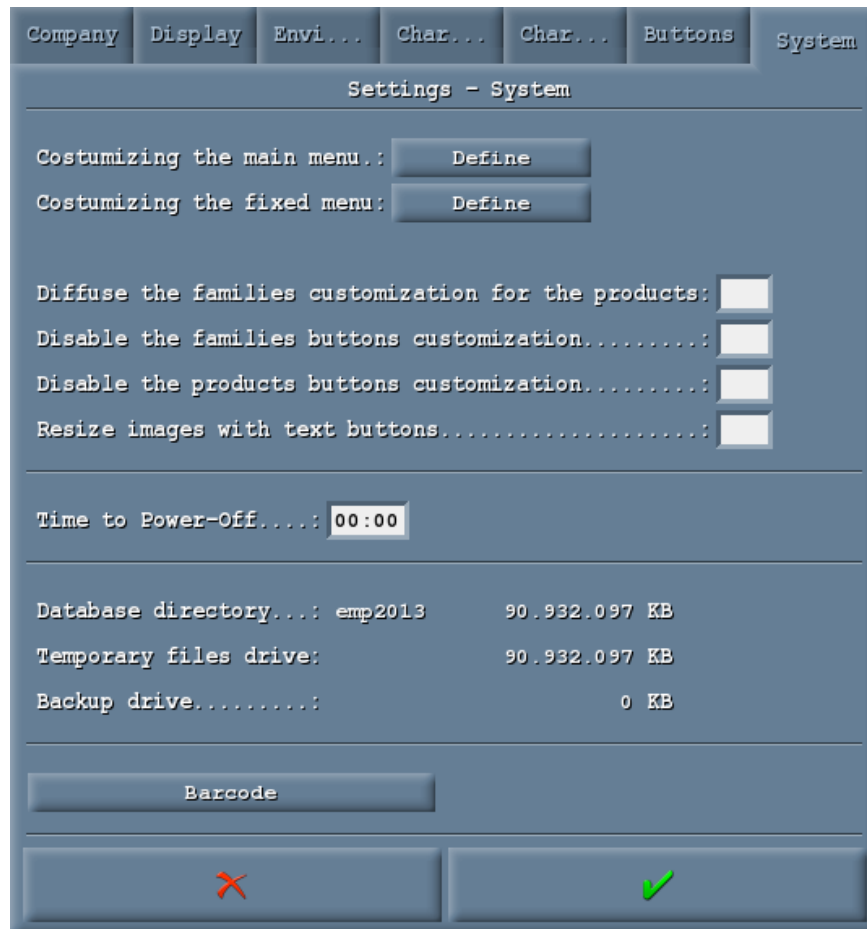 Company Display Envi... Char... Char... Buttons System
Settings - System
Costumizing the main menu.: Define
Costumizing the fixed menu: Define
Diffuse the families customization for the products:
Disable the families buttons customization.........:
Disable the products buttons customization.........:
Resize images with text buttons....................:
Time to Power-Off....: 00:00
Database directory...: emp2013 90.932.097 KB
Temporary files drive: 90.932.097 KB
Backup drive.........: 0 KB
Barcode